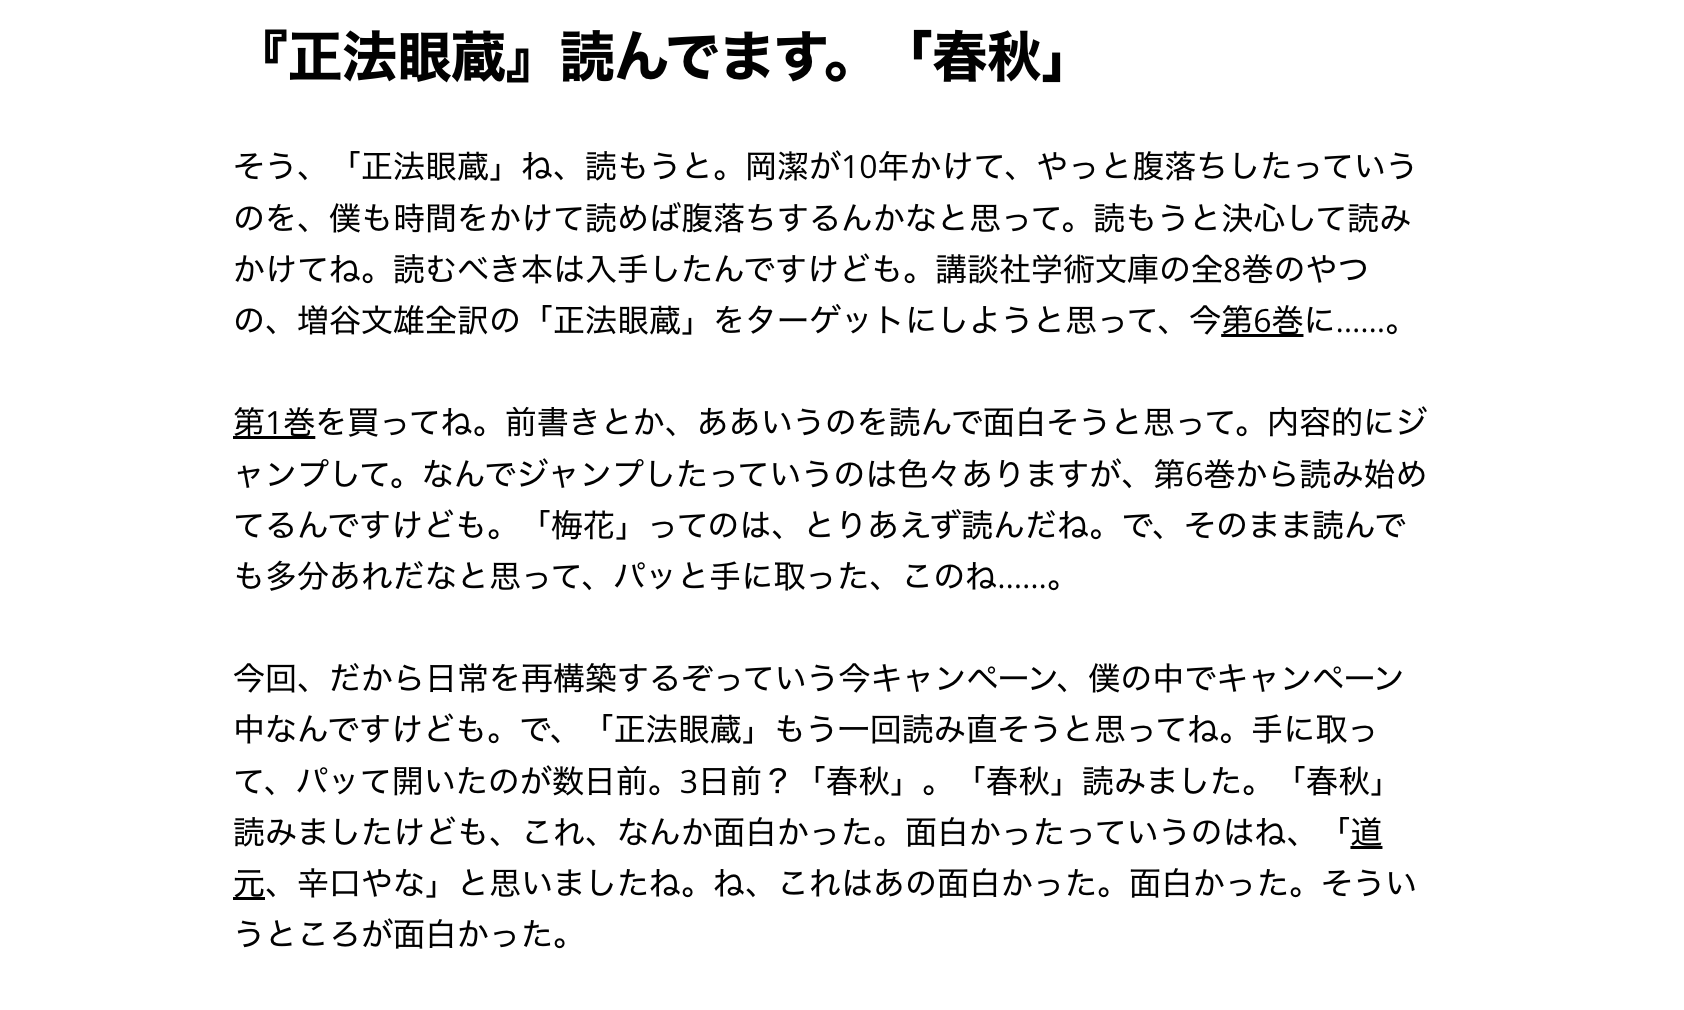 『正法眼蔵』読んでます。「春秋」
そう、「正法眼蔵」ね、読もうと。岡潔が10年かけて、やっと腹落ちしたっていう
のを、僕も時間をかけて読めば腹落ちするんかなと思って。読もうと決心して読み
かけてね。読むべき本は入手したんですけども。講談社学術文庫の全8巻のやつ
の、増谷文雄全訳の「正法眼蔵」をターゲットにしようと思って、今第6巻に……。
第1巻を買ってね。前書きとか、ああいうのを読んで面白そうと思って。内容的にジ
ャンプして。なんでジャンプしたっていうのは色々ありますが、第6巻から読み始め
てるんですけども。「梅花」ってのは、とりあえず読んだね。で、そのまま読んで
も多分あれだなと思って、パッと手に取った、このね……。
今回、だから日常を再構築するぞっていう今キャンペーン、僕の中でキャンペーン
中なんですけども。で、「正法眼蔵」もう一回読み直そうと思ってね。手に取っ
て、パッて開いたのが数日前。3日前？「春秋」。「春秋」読みました。「春秋」
読みましたけども、これ、なんか面白かった。面白かったっていうのはね、「道
元、辛口やな」と思いましたね。ね、これはあの面白かった。面白かった。そうい
うところが面白かった。